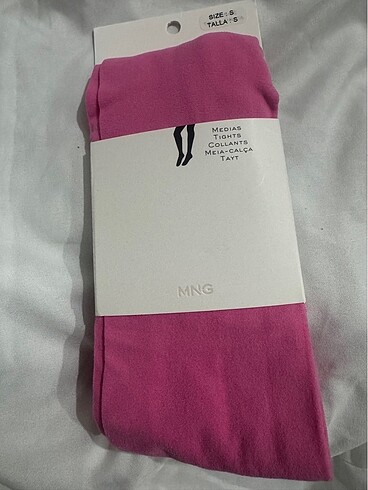 SIZE : S
TALLA : S
MEDIAS
TIGHTS
COLLANTS
MEIA-CALÇA
TAYT
MNG